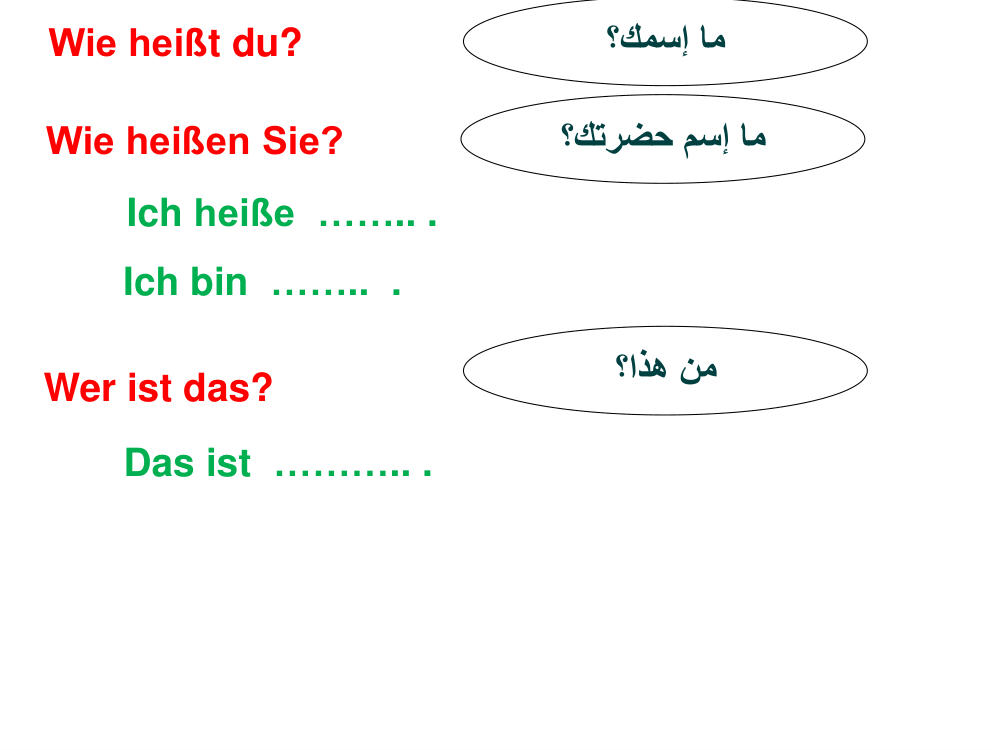 Wie heißt du?
ما إسمك؟
Wie heißen Sie?
ما إسم حضرتك؟
Ich heiße …….. .
Ich bin …….. .
من هذا؟
Wer ist das?
Das ist ……….. .